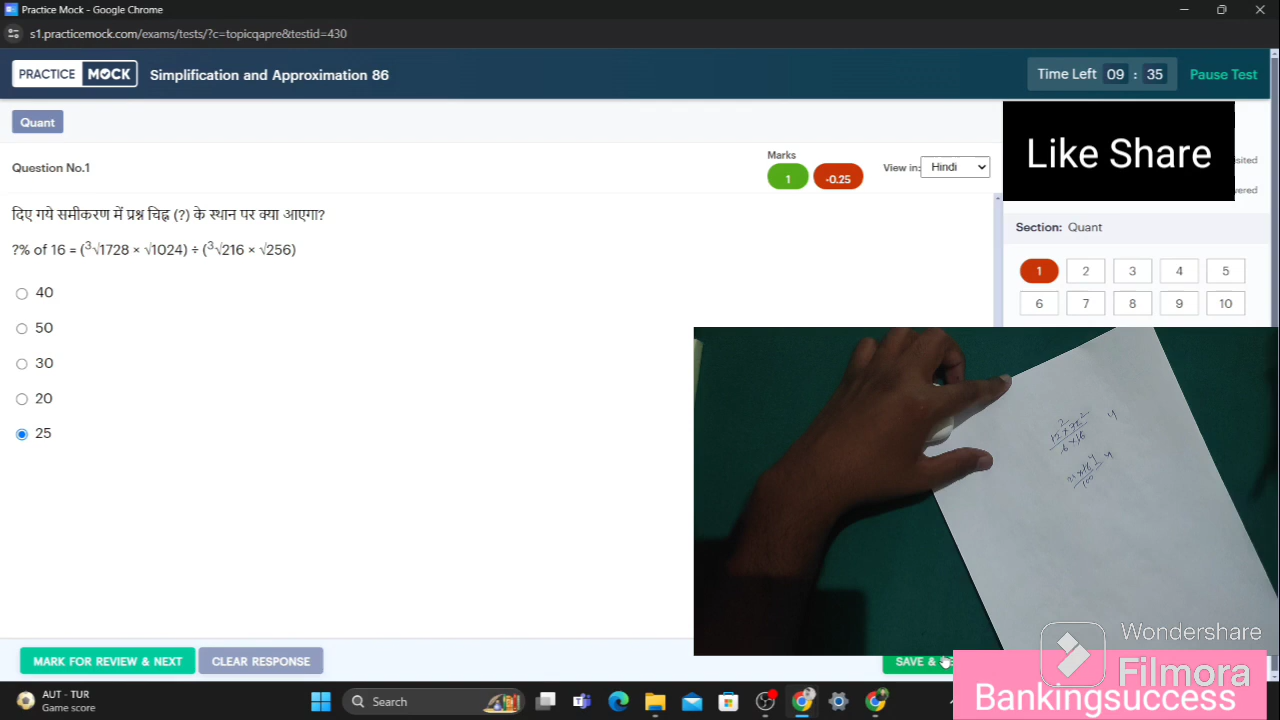 Practice Mock - Google Chrome
s1.practicemock.com/exams/tests/?c=topicqapre&testid=430
PRACTICE MOCK Simplification and Approximation 86 Time Left 09 : 35 Pause Test
Quant
Like Share
Question No.1
Marks
1 -0.25
View in: Hindi
Section: Quant
दिए गये समीकरण में प्रश्न चिह्न (?) के स्थान पर क्या आएगा?
?% of 16 = (³√1728 × √1024) ÷ (³√216 × √256)
40
50
30
20
25
1 2 3 4 5
6 7 8 9 10
MARK FOR REVIEW & NEXT CLEAR RESPONSE SAVE &
Wondershare
Filmora
Bankingsuccess
AUT - TUR
Game score
Search